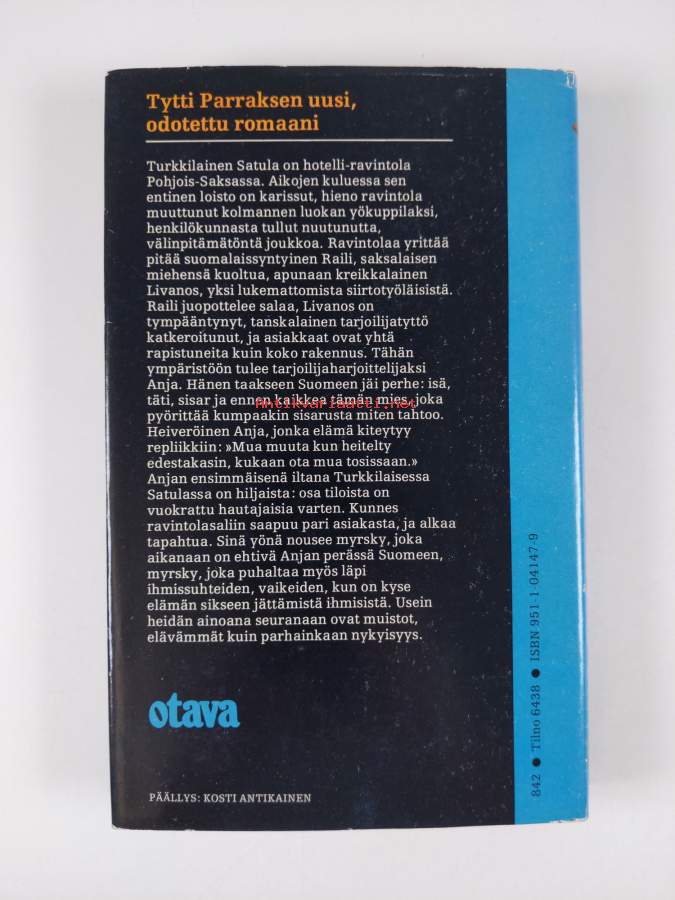 Tytti Parraksen uusi,
odotettu romaani
Turkkilainen Satula on hotelli-ravintola
Pohjois-Saksassa. Aikojen kuluessa sen
entinen loisto on karissut, hieno ravintola
muuttunut kolmannen luokan yökuppilaksi,
henkilökunnasta tullut nuutunutta,
välinpitämätöntä joukkoa. Ravintolaa yrittää
pitää suomalaissyntyinen Raili, saksalaisen
miehensä kuoltua, apunaan kreikkalainen
Livanos, yksi lukemattomista siirtotyöläisistä.
Raili juopottelee salaa, Livanos on
tympääntynyt, tanskalainen tarjoilijatyttö
katkeroitunut, ja asiakkaat ovat yhtä
rapistuneita kuin koko rakennus. Tähän
ympäristöön tulee tarjoilijaharjoittelijaksi
Anja. Hänen taakseen Suomeen jäi perhe: isä,
täti, sisar ja ennen kaikkea tämän mies, joka
Antikvariaatti.net
pyörittää kumpaakin sisarusta miten tahtoo.
Heiveröinen Anja, jonka elämä kiteytyy
repliikkiin: »Mua muuta kun heitelty
edestakasin, kukaan ota mua tosissaan.»
Anjan ensimmäisenä iltana Turkkilaisessa
Satulassa on hiljaista: osa tiloista on
vuokrattu hautajaisia varten. Kunnes
ravintolasaliin saapuu pari asiakasta, ja alkaa
tapahtua. Sinä yönä nousee myrsky, joka
aikanaan on ehtivä Anjan perässä Suomeen,
myrsky, joka puhaltaa myös läpi
ihmissuhteiden, vaikeiden, kun on kyse
elämän sikseen jättämistä ihmisistä. Usein
heidän ainoana seuranaan ovat muistot,
elävämmät kuin parhainkaan nykyisyys.
otava
PÄÄLLYS: KOSTI ANTIKAINEN
842 ● Tilno 6438 ● ISBN 951-1-04147-9